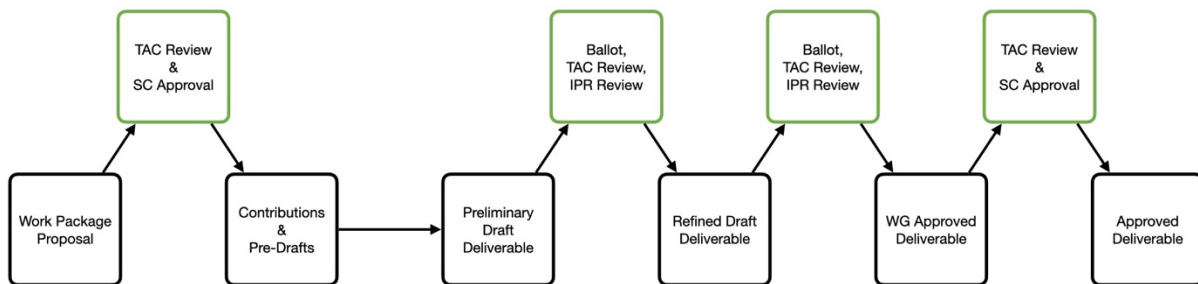 TAC Review
&
SC Approval
Ballot,
TAC Review,
IPR Review
Ballot,
TAC Review,
IPR Review
TAC Review
&
SC Approval
Work Package
Proposal
Contributions
&
Pre-Drafts
Preliminary
Draft
Deliverable
Refined Draft
Deliverable
WG Approved
Deliverable
Approved
Deliverable